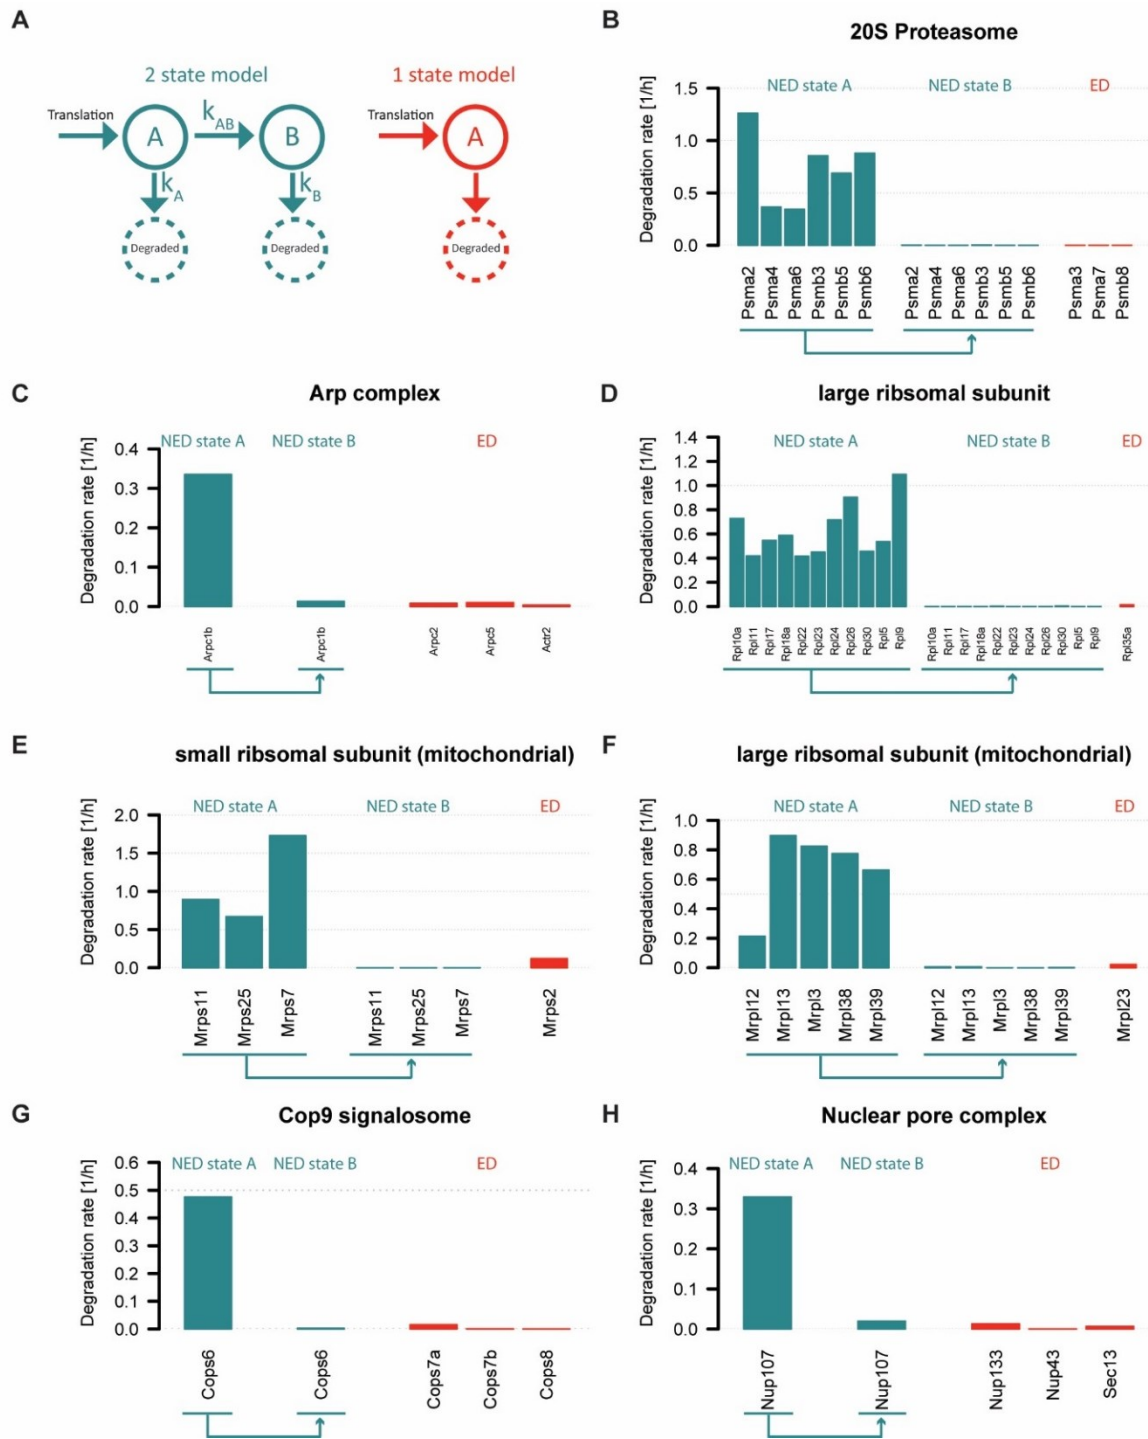 A
2 state model
1 state model
Translation
A
kAB
B
Translation
A
kA
kB
Degraded
Degraded
Degraded
B
20S Proteasome
NED state A
NED state B
ED
Degradation rate [1/h]
1.5
1.0
0.5
0.0
Psma2
Psma4
Psma6
Psmb3
Psmb5
Psmb6
Psma2
Psma4
Psma6
Psmb3
Psmb5
Psmb6
Psma3
Psma7
Psmb8
C
Arp complex
NED state A
NED state B
ED
Degradation rate [1/h]
0.4
0.3
0.2
0.1
0.0
Arpc1b
Arpc1b
Arpc2
Arpc5
Actr2
D
large ribsomal subunit
NED state A
NED state B
ED
Degradation rate [1/h]
1.4
1.2
1.0
0.8
0.6
0.4
0.2
0.0
Rpl10a
Rpl11
Rpl17
Rpl18a
Rpl22
Rpl23
Rpl24
Rpl26
Rpl30
Rpl5
Rpl9
Rpl10a
Rpl11
Rpl17
Rpl18a
Rpl22
Rpl23
Rpl24
Rpl26
Rpl30
Rpl5
Rpl9
Rpl35a
E
small ribsomal subunit (mitochondrial)
NED state A
NED state B
ED
Degradation rate [1/h]
2.0
1.5
1.0
0.5
0.0
Mrps11
Mrps25
Mrps7
Mrps11
Mrps25
Mrps7
Mrps2
F
large ribsomal subunit (mitochondrial)
NED state A
NED state B
ED
Degradation rate [1/h]
1.0
0.8
0.6
0.4
0.2
0.0
Mrpl12
Mrpl13
Mrpl3
Mrpl38
Mrpl39
Mrpl12
Mrpl13
Mrpl3
Mrpl38
Mrpl39
Mrpl23
G
Cop9 signalosome
NED state A
NED state B
ED
Degradation rate [1/h]
0.6
0.5
0.4
0.3
0.2
0.1
0.0
Cops6
Cops6
Cops7a
Cops7b
Cops8
H
Nuclear pore complex
NED state A
NED state B
ED
Degradation rate [1/h]
0.4
0.3
0.2
0.1
0.0
Nup107
Nup107
Nup133
Nup43
Sec13